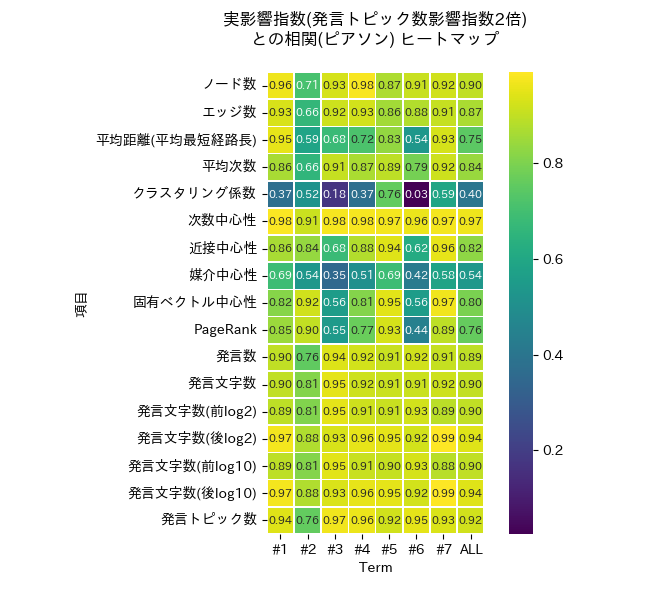 実影響指数(発言トピック数影響指数2倍)
との相関(ピアソン) ヒートマップ
項目
ノード数 0.96 0.71 0.93 0.98 0.87 0.91 0.92 0.90
エッジ数 0.93 0.66 0.92 0.93 0.86 0.88 0.91 0.87
平均距離(平均最短経路長) 0.95 0.59 0.68 0.72 0.83 0.54 0.93 0.75
平均次数 0.86 0.66 0.91 0.87 0.89 0.79 0.92 0.84
クラスタリング係数 0.37 0.52 0.18 0.37 0.76 0.03 0.59 0.40
次数中心性 0.98 0.91 0.98 0.98 0.97 0.96 0.97 0.97
近接中心性 0.86 0.84 0.68 0.88 0.94 0.62 0.96 0.82
媒介中心性 0.69 0.54 0.35 0.51 0.69 0.42 0.58 0.54
固有ベクトル中心性 0.82 0.92 0.56 0.81 0.95 0.56 0.97 0.80
PageRank 0.85 0.90 0.55 0.77 0.93 0.44 0.89 0.76
発言数 0.90 0.76 0.94 0.92 0.91 0.92 0.91 0.89
発言文字数 0.90 0.81 0.95 0.92 0.91 0.91 0.92 0.90
発言文字数(前log2) 0.89 0.81 0.95 0.91 0.91 0.93 0.89 0.90
発言文字数(後log2) 0.97 0.88 0.93 0.96 0.95 0.92 0.99 0.94
発言文字数(前log10) 0.89 0.81 0.95 0.91 0.90 0.93 0.88 0.90
発言文字数(後log10) 0.97 0.88 0.93 0.96 0.95 0.92 0.99 0.94
発言トピック数 0.94 0.76 0.97 0.96 0.92 0.95 0.93 0.92
#1 #2 #3 #4 #5 #6 #7 ALL
Term
0.8
0.6
0.4
0.2